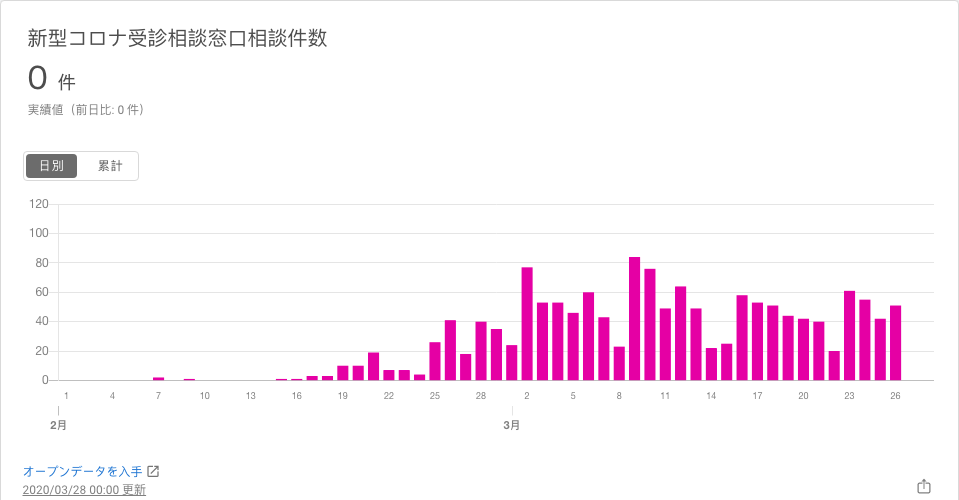 新型コロナ受診相談窓口相談件数
0 件
実績値（前日比: 0 件）
日別 累計
120
100
80
60
40
20
0
1 4 7 10 13 16 19 22 25 28 2 5 8 11 14 17 20 23 26
2月 3月
オープンデータを入手
2020/03/28 00:00 更新